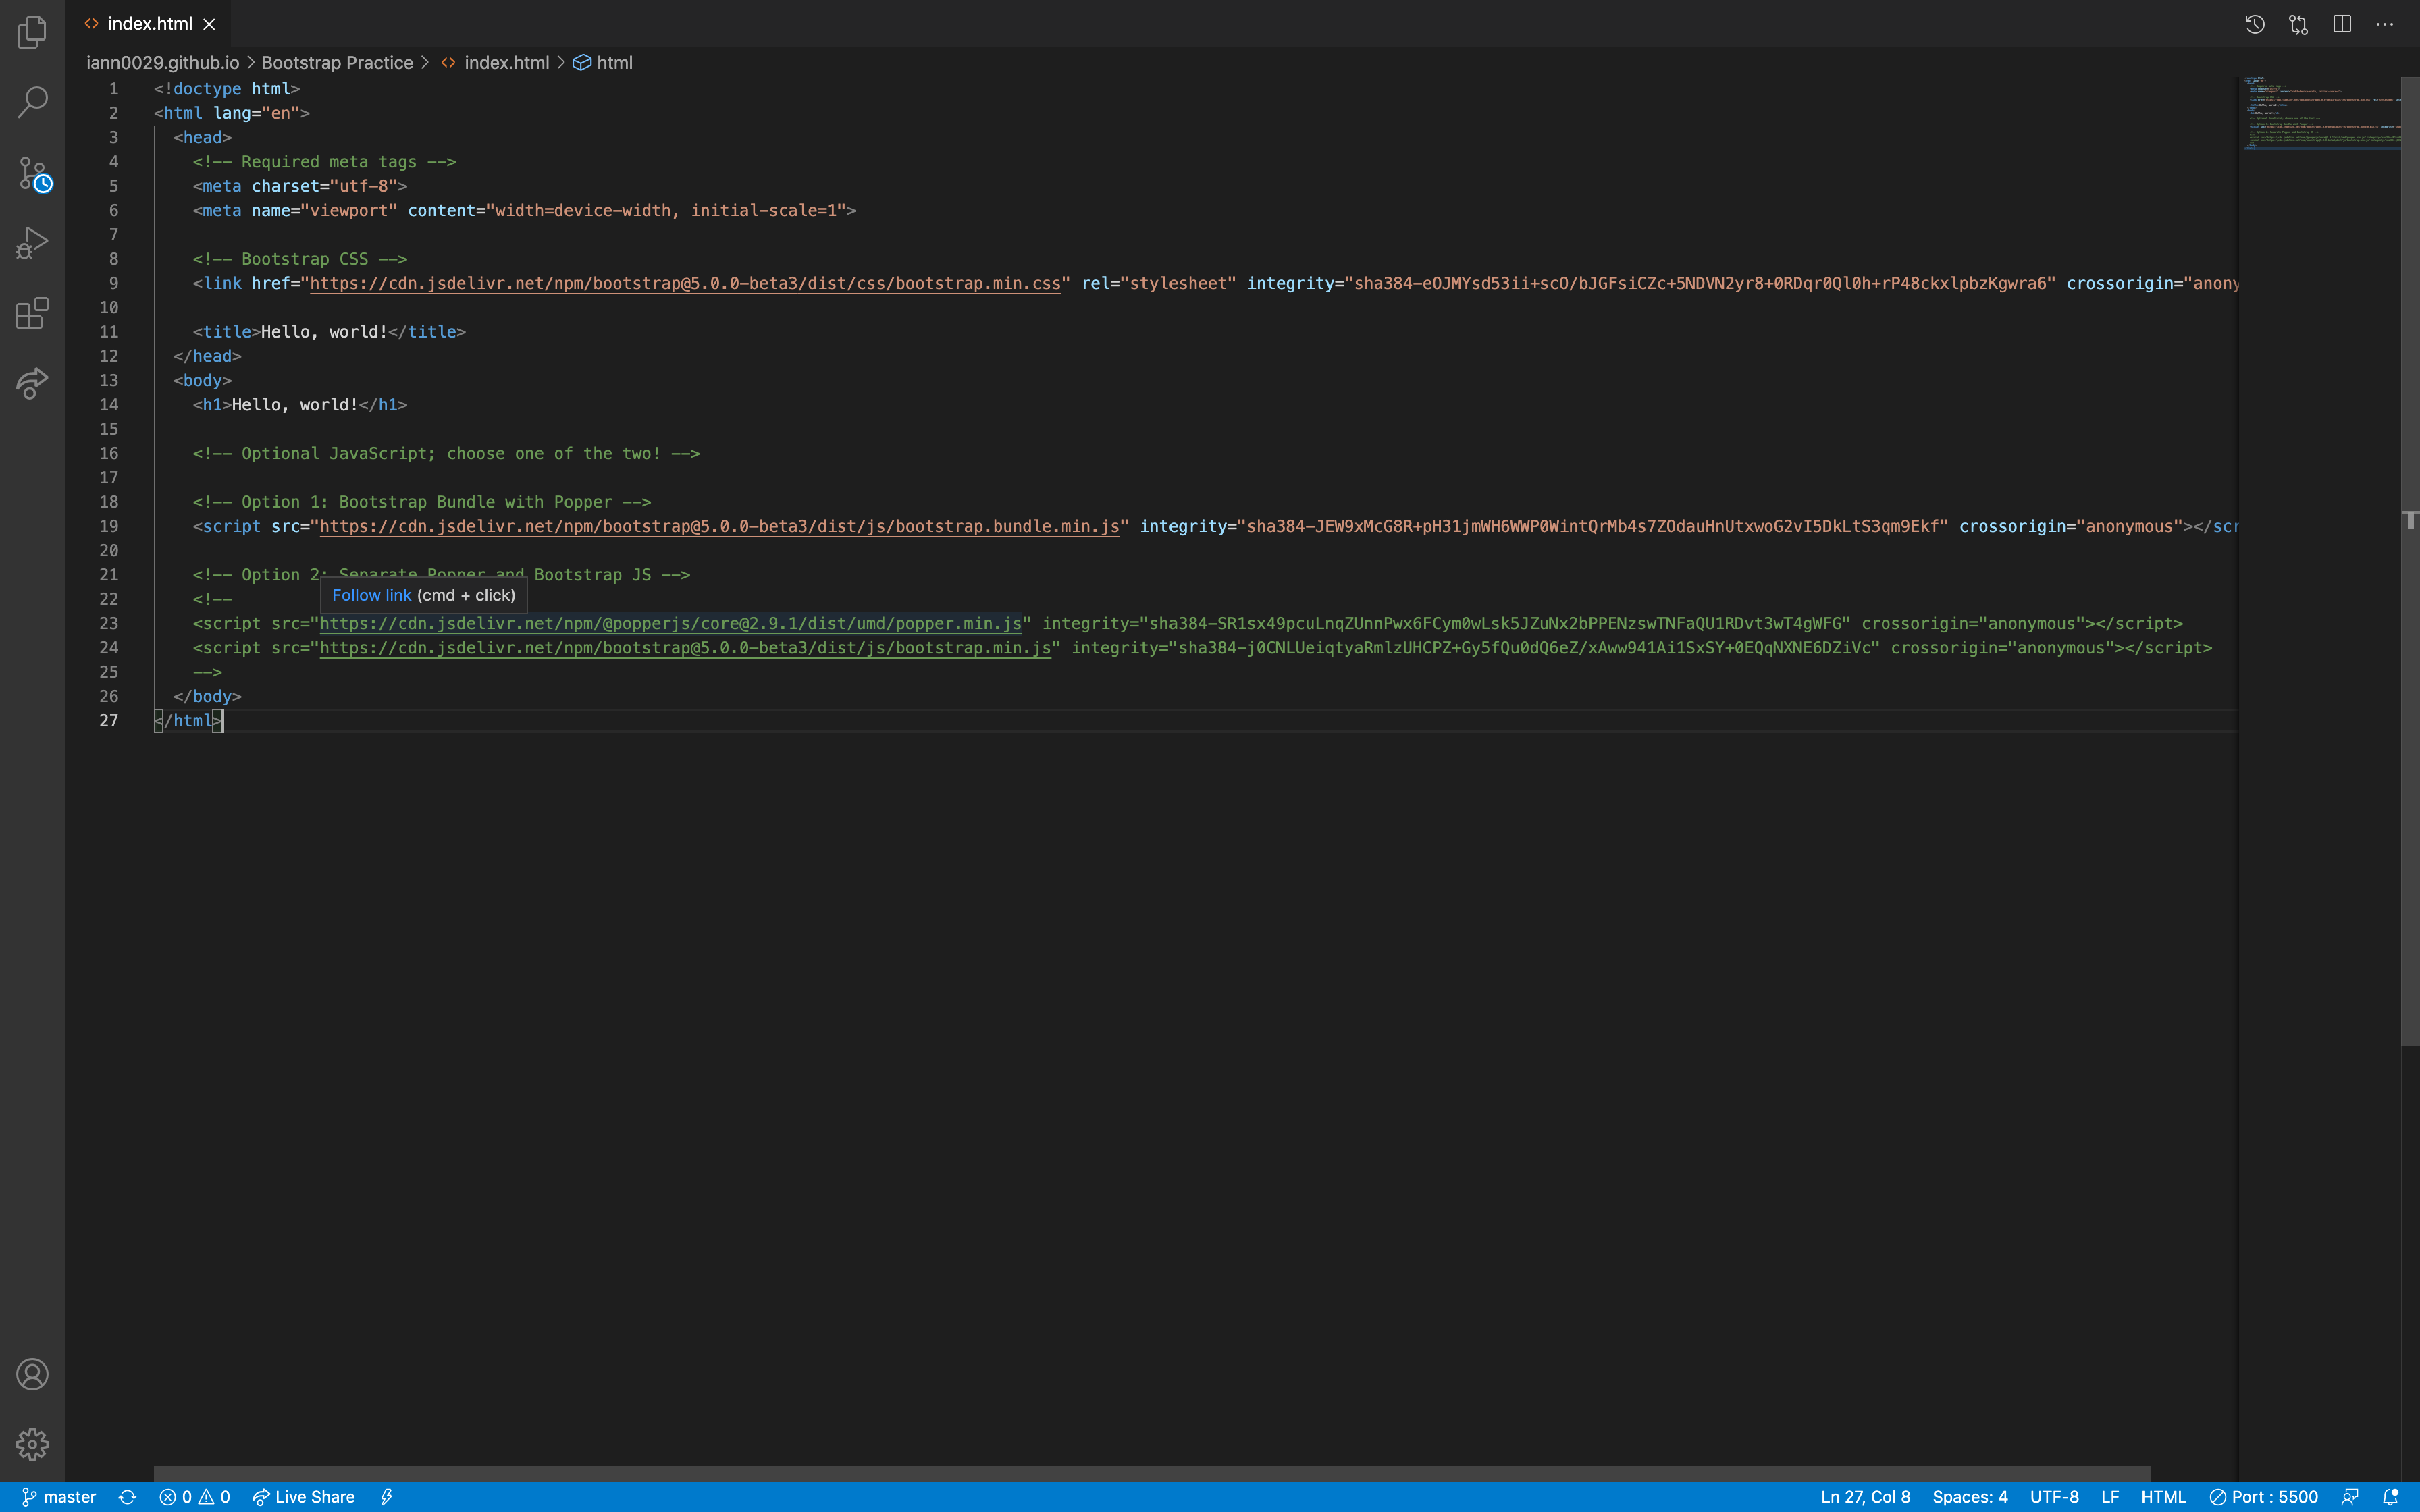 index.html
iann0029.github.io > Bootstrap Practice > index.html > html
1 <!doctype html>
2 <html lang="en">
3 <head>
4 <!-- Required meta tags -->
5 <meta charset="utf-8">
6 <meta name="viewport" content="width=device-width, initial-scale=1">
7
8 <!-- Bootstrap CSS -->
9 <link href="https://cdn.jsdelivr.net/npm/bootstrap@5.0.0-beta3/dist/css/bootstrap.min.css" rel="stylesheet" integrity="sha384-eOJMYsd53ii+scO/bJGFsiCZc+5NDVN2yr8+0RDqr0Ql0h+rP48ckxlpbzKgwra6" crossorigin="anony
10
11 <title>Hello, world!</title>
12 </head>
13 <body>
14 <h1>Hello, world!</h1>
15
16 <!-- Optional JavaScript; choose one of the two! -->
17
18 <!-- Option 1: Bootstrap Bundle with Popper -->
19 <script src="https://cdn.jsdelivr.net/npm/bootstrap@5.0.0-beta3/dist/js/bootstrap.bundle.min.js" integrity="sha384-JEW9xMcG8R+pH31jmWH6WWP0WintQrMb4s7ZOdauHnUtxwoG2vI5DkLtS3qm9Ekf" crossorigin="anonymous"></scr
20
21 <!-- Option 2: Separate Popper and Bootstrap JS -->
Follow link (cmd + click)
22 <!--
23 <script src="https://cdn.jsdelivr.net/npm/@popperjs/core@2.9.1/dist/umd/popper.min.js" integrity="sha384-SR1sx49pcuLnqZUnnPwx6FCym0wLsk5JZuNx2bPPENzswTNFaQU1RDvt3wT4gWFG" crossorigin="anonymous"></script>
24 <script src="https://cdn.jsdelivr.net/npm/bootstrap@5.0.0-beta3/dist/js/bootstrap.min.js" integrity="sha384-j0CNLUeiqtyaRmlzUHCPZ+Gy5fQu0dQ6eZ/xAww941Ai1SxSY+0EQqNXNE6DZiVc" crossorigin="anonymous"></script>
25 -->
26 </body>
27 </html>
master 0 0 Live Share Ln 27, Col 8 Spaces: 4 UTF-8 LF HTML Port : 5500